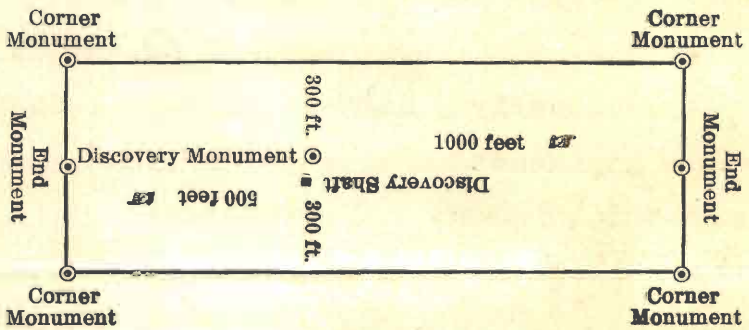 Corner
Monument
Corner
Monument
300 ft.
1000 feet
End
Monument
Discovery Monument
End
Monument
Discovery Shaft
500 feet
300 ft.
Corner
Monument
Corner
Monument